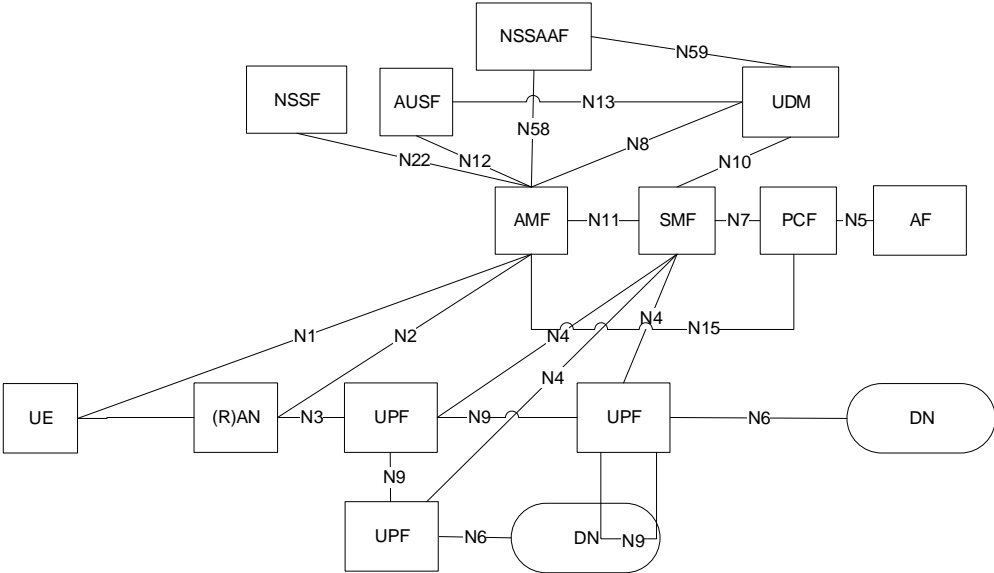 NSSAAF
N59
NSSF
AUSF
N13
UDM
N58
N22
N12
N8
N10
AMF
N11
SMF
N7
PCF
N5
AF
N1
N2
N4
N4
N15
N4
UE
(R)AN
N3
UPF
N9
UPF
N6
DN
N9
UPF
N6
DN
N9